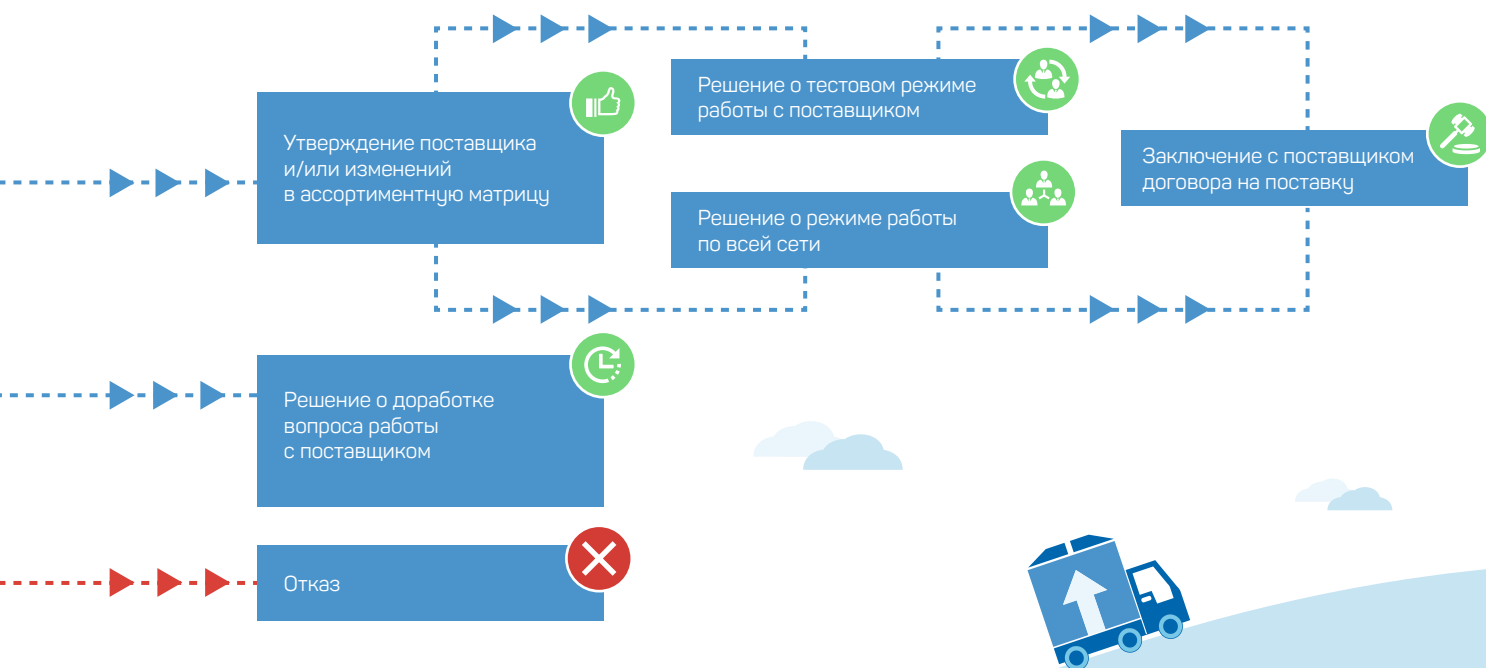 Утверждение поставщика
и/или изменений
в ассортиментную матрицу
Решение о тестовом режиме
работы с поставщиком
Решение о режиме работы
по всей сети
Заключение с поставщиком
договора на поставку
Решение о доработке
вопроса работы
с поставщиком
Отказ